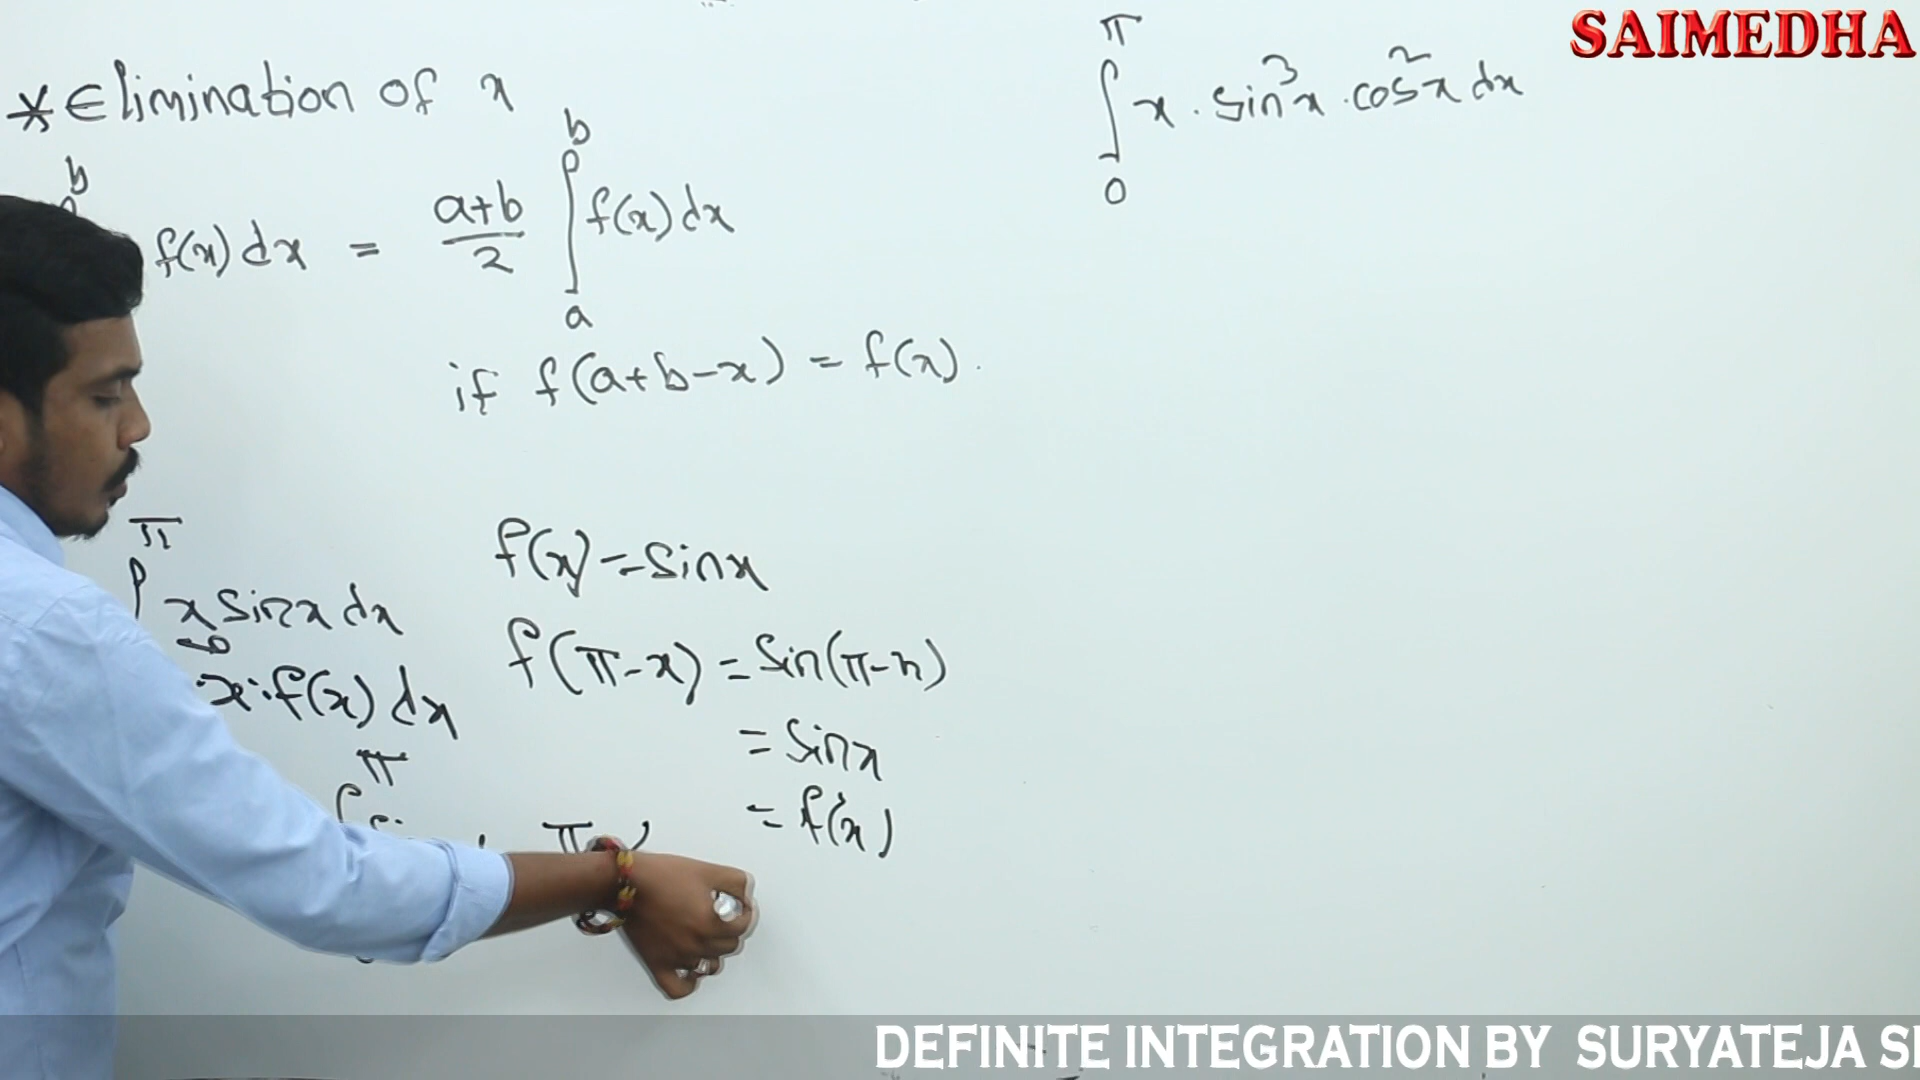 SAIMEDHA
* Elimination of x
b
f(x) dx = a+b/2 ∫ₐᵇ f(x) dx
if f(a+b-x) = f(x).
π
∫ x sinx dx
x·f(x) dx
π
π
f(x) = sinx
f(π-x) = sin(π-x)
= sinx
= f(x)
∫₀^π x · sin³x · cos²x dx
DEFINITE INTEGRATION BY SURYATEJA